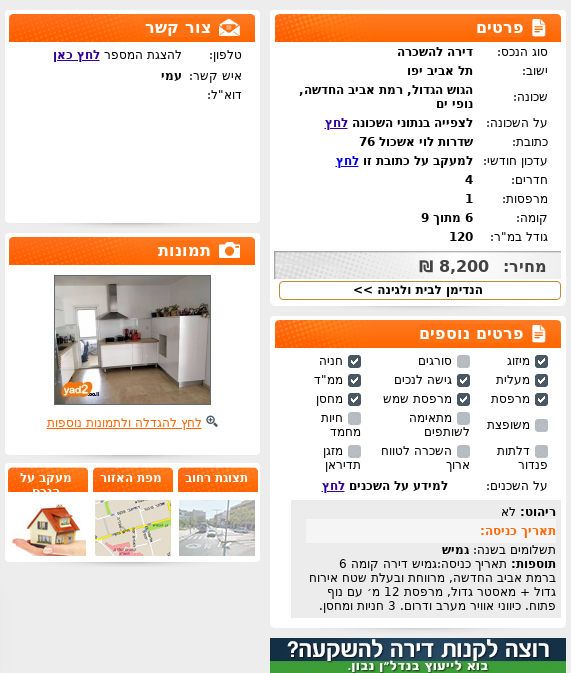 פרטים
סוג הנכס: דירה להשכרה
ישוב: תל אביב יפו
שכונה: הגוש הגדול, רמת אביב החדשה,
נופי ים
על השכונה: לצפייה בנתוני השכונה לחץ
כתובת: שדרות לוי אשכול 76
עדכון חודשי: למעקב על כתובת זו לחץ
חדרים: 4
מרפסות: 1
קומה: 6 מתוך 9
גודל במ"ר: 120
מחיר: 8,200 ₪
הנדימן לבית ולגינה >>
פרטים נוספים
מיזוג סורגים חניה
מעלית גישה לנכים ממ"ד
מרפסת מרפסת שמש מחסן
משופצת מתאימה לשותפים חיות מחמד
דלתות פנדור השכרה לטווח ארוך מזגן תדיראן
על השכנים: למידע על השכנים לחץ
ריהוט: לא
תאריך כניסה:
תשלומים בשנה: גמיש
תוספות: תאריך כניסה:גמיש דירה קומה 6
ברמת אביב החדשה, מרווחת ובעלת שטח אירוח
גדול + מאסטר גדול, מרפסת 12 מ׳ עם נוף
פתוח. כיווני אוויר מערב ודרום. 3 חניות ומחסן.
רוצה לקנות דירה להשקעה?
בוא לייעוץ בנדל״ן נבון.
צור קשר
טלפון: להצגת המספר לחץ כאן
איש קשר: עמי
דוא"ל:
תמונות
yad2.co.il
לחץ להגדלה ולתמונות נוספות
תצוגת רחוב
מפת האזור
מעקב על
הנכס